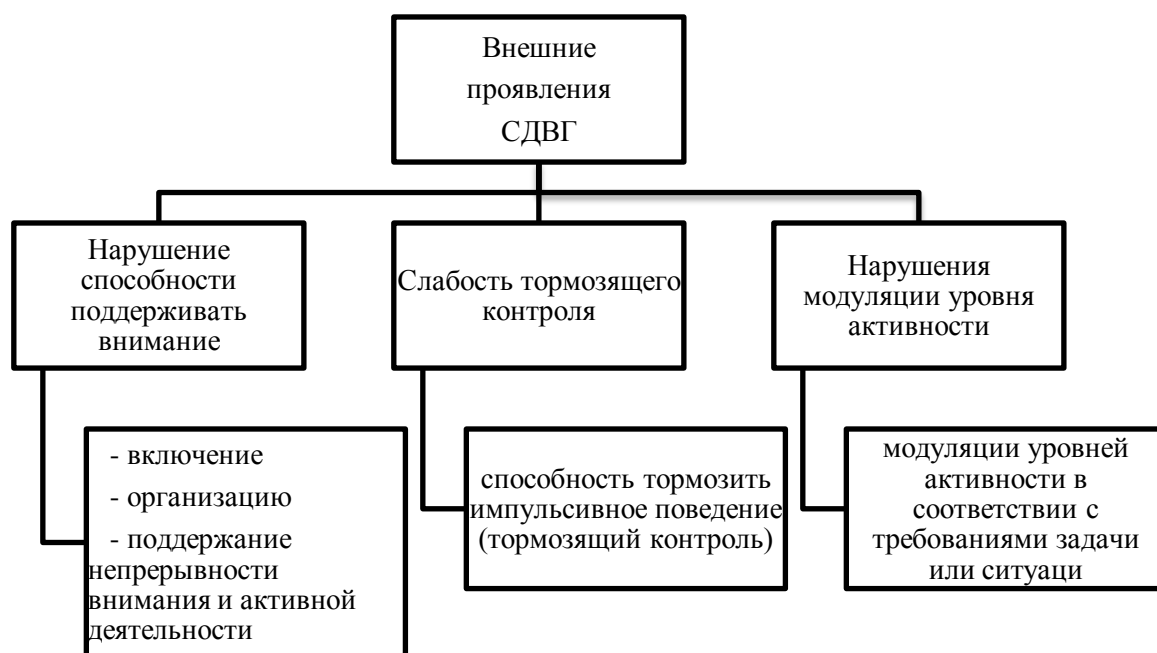 Внешние
проявления
СДВГ
Нарушение
способности
поддерживать
внимание
Слабость тормозящего
контроля
Нарушения
модуляции уровня
активности
- включение
- организацию
- поддержание
непрерывности
внимания и активной
деятельности
способность тормозить
импульсивное поведение
(тормозящий контроль)
модуляции уровней
активности в
соответствии с
требованиями задачи
или ситуаци